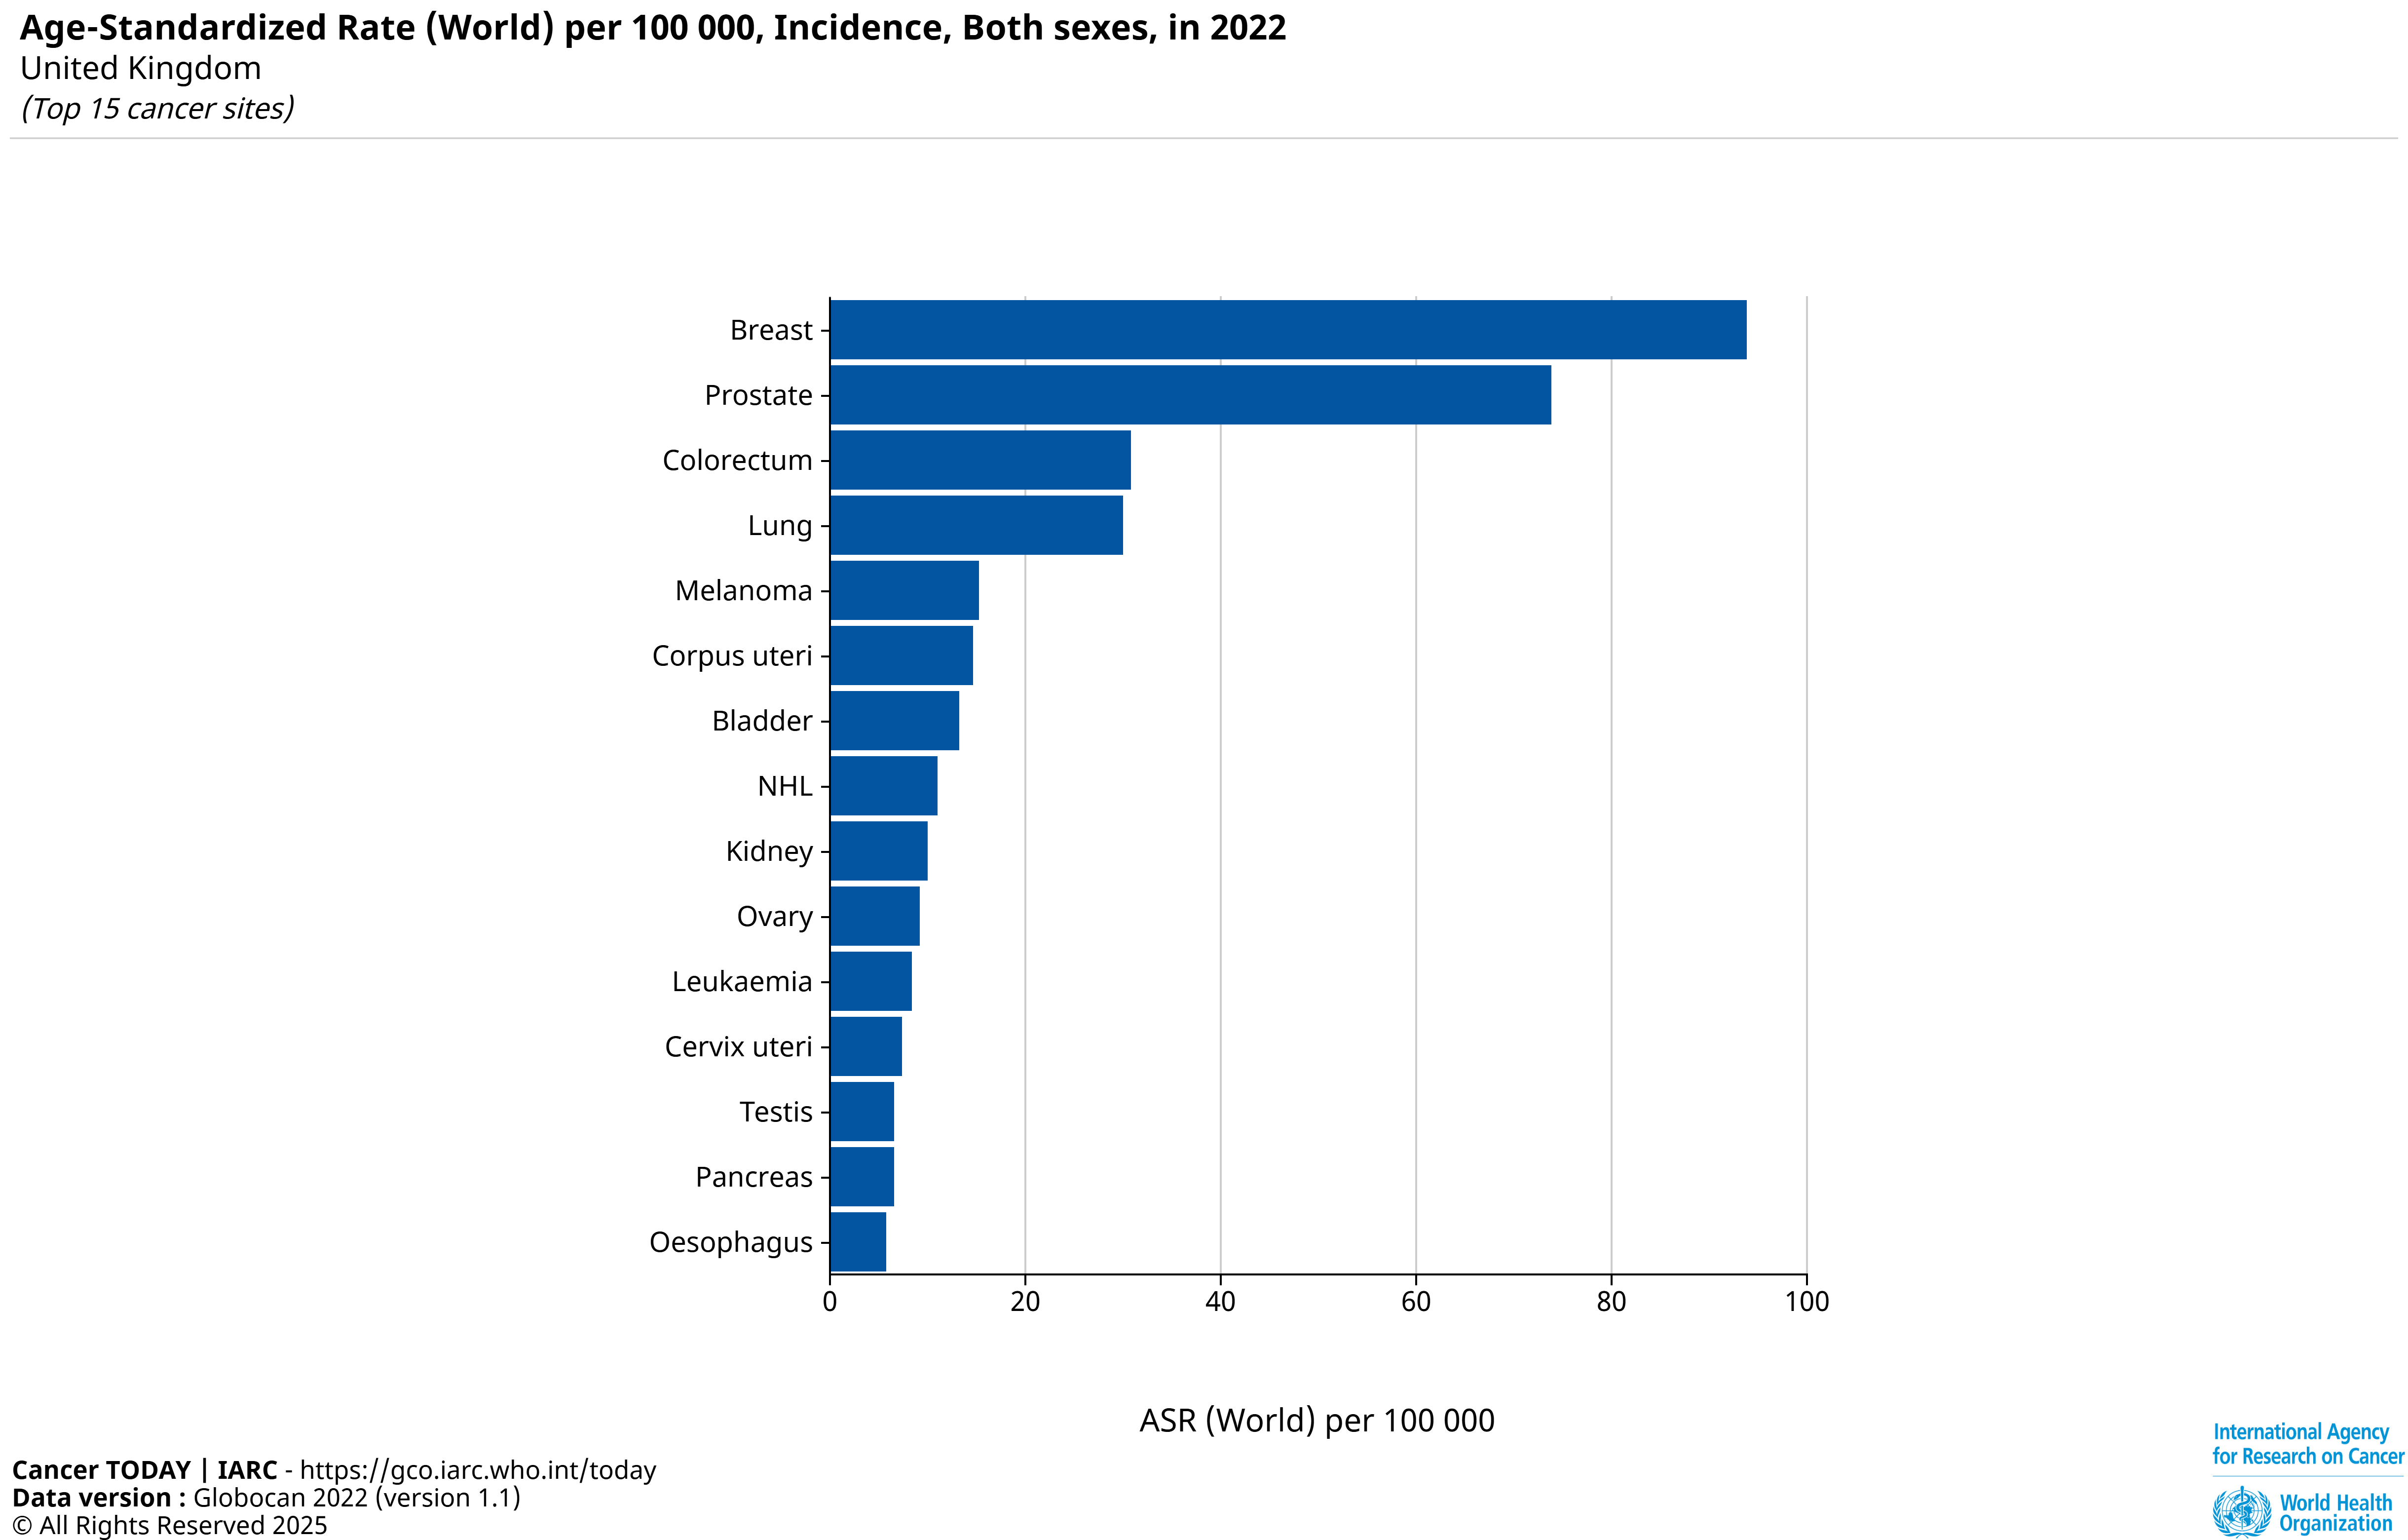 Age-Standardized Rate (World) per 100 000, Incidence, Both sexes, in 2022
United Kingdom
(Top 15 cancer sites)
Breast
Prostate
Colorectum
Lung
Melanoma
Corpus uteri
Bladder
NHL
Kidney
Ovary
Leukaemia
Cervix uteri
Testis
Pancreas
Oesophagus
0 20 40 60 80 100
ASR (World) per 100 000
Cancer TODAY | IARC - https://gco.iarc.who.int/today
Data version : Globocan 2022 (version 1.1)
© All Rights Reserved 2025
International Agency
for Research on Cancer
World Health
Organization